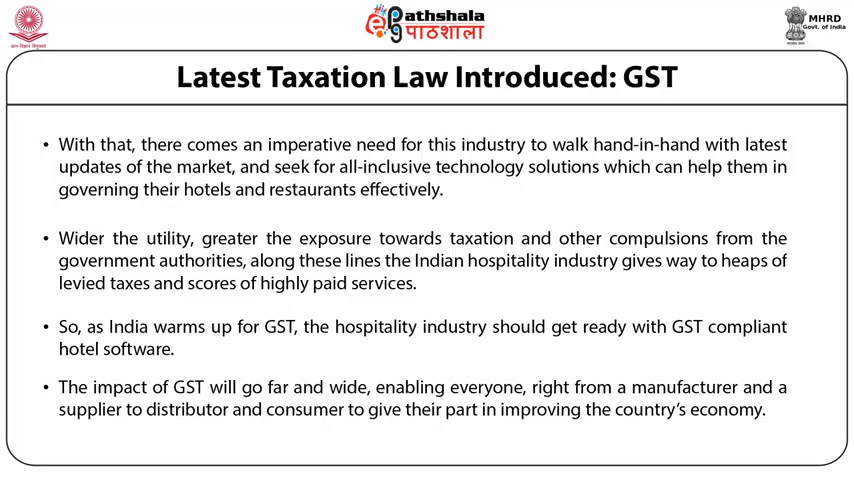 ePathshala
पाठशाला
MHRD
Govt. of India
Latest Taxation Law Introduced: GST
• With that, there comes an imperative need for this industry to walk hand-in-hand with latest
updates of the market, and seek for all-inclusive technology solutions which can help them in
governing their hotels and restaurants effectively.
• Wider the utility, greater the exposure towards taxation and other compulsions from the
government authorities, along these lines the Indian hospitality industry gives way to heaps of
levied taxes and scores of highly paid services.
• So, as India warms up for GST, the hospitality industry should get ready with GST compliant
hotel software.
• The impact of GST will go far and wide, enabling everyone, right from a manufacturer and a
supplier to distributor and consumer to give their part in improving the country's economy.